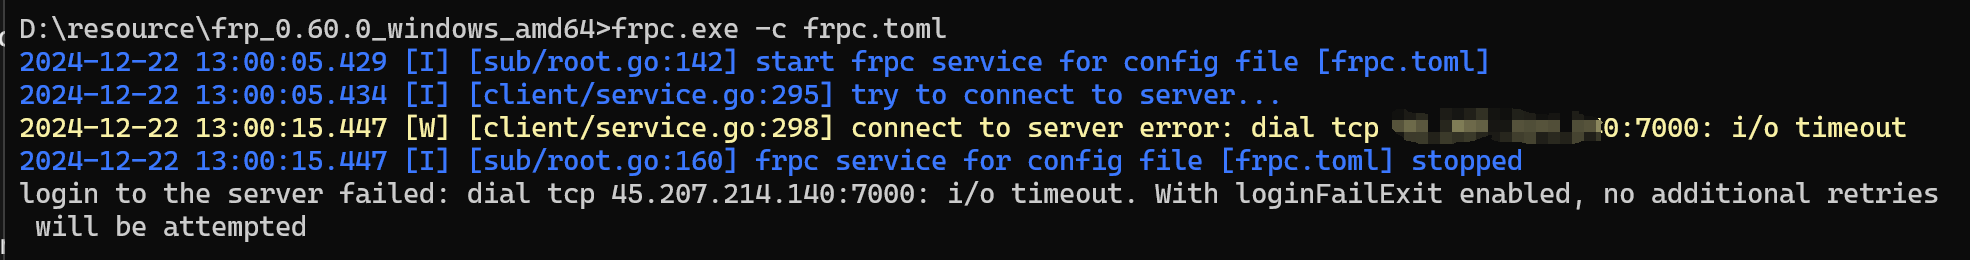 D:\resource\frp_0.60.0_windows_amd64>frpc.exe -c frpc.toml
2024-12-22 13:00:05.429 [I] [sub/root.go:142] start frpc service for config file [frpc.toml]
2024-12-22 13:00:05.434 [I] [client/service.go:295] try to connect to server...
2024-12-22 13:00:15.447 [W] [client/service.go:298] connect to server error: dial tcp 0:7000: i/o timeout
2024-12-22 13:00:15.447 [I] [sub/root.go:160] frpc service for config file [frpc.toml] stopped
login to the server failed: dial tcp 45.207.214.140:7000: i/o timeout. With loginFailExit enabled, no additional retries
will be attempted